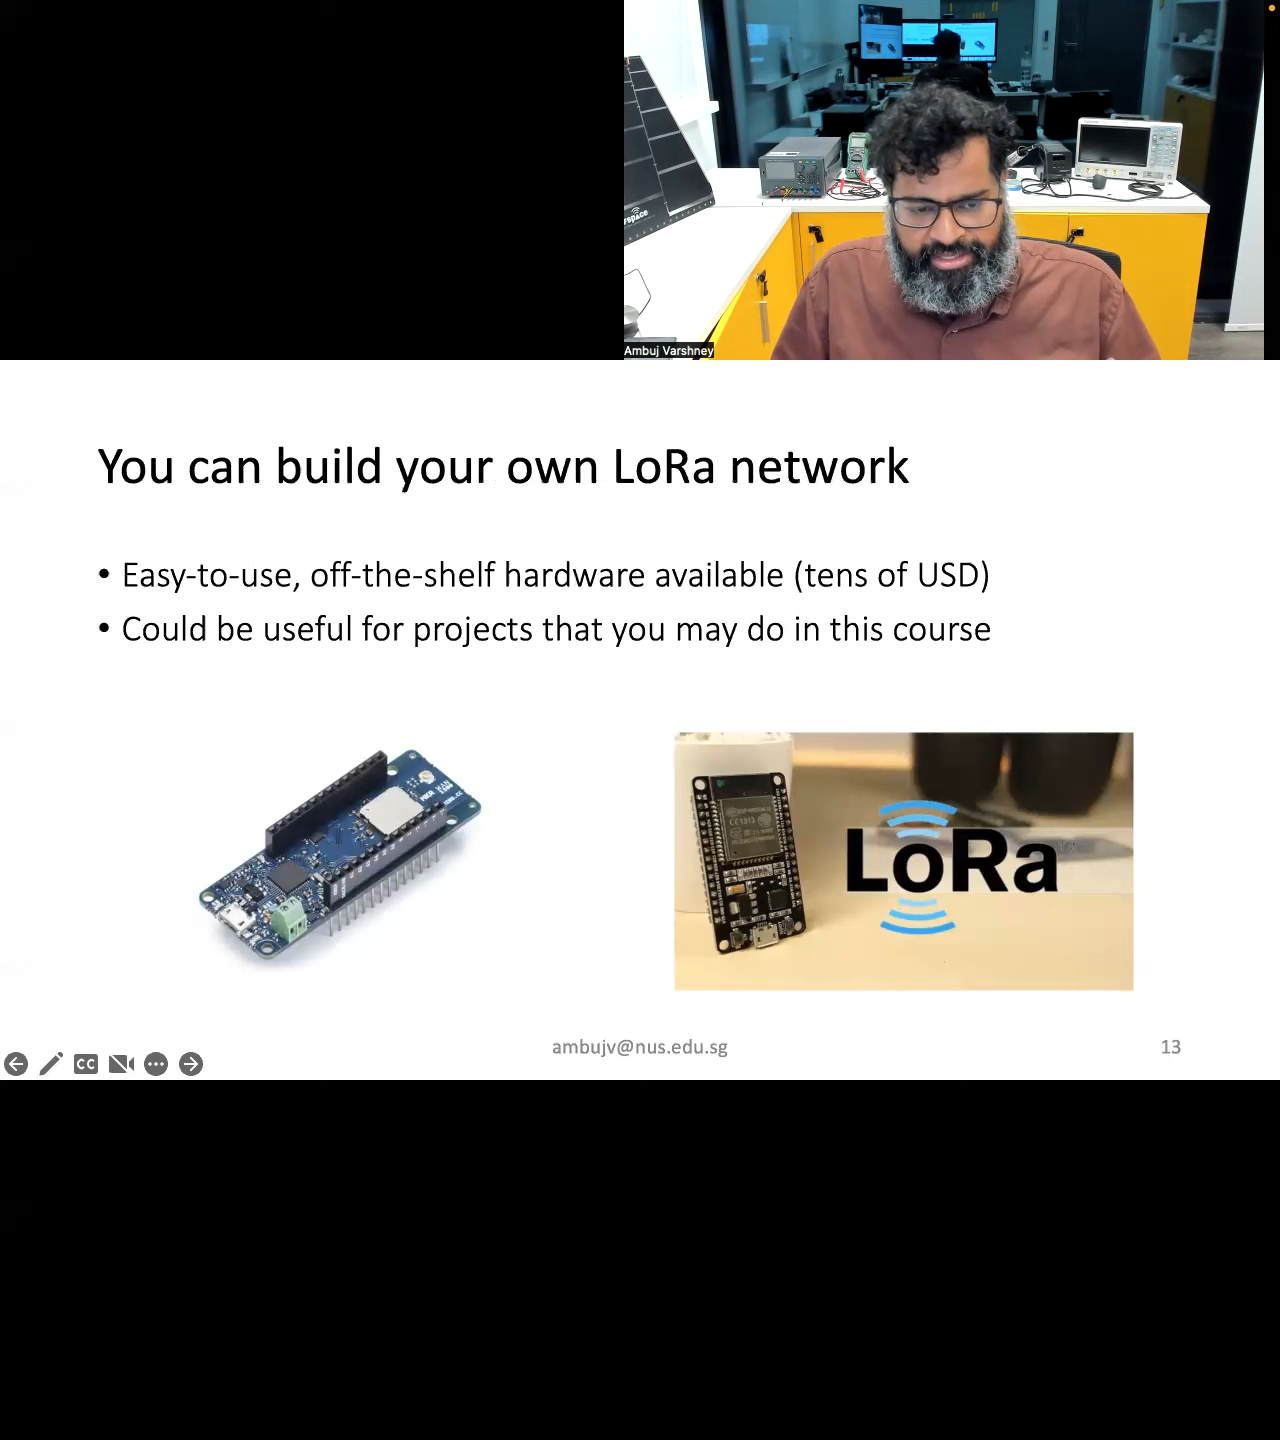 Ambuj Varshney
You can build your own LoRa network
• Easy-to-use, off-the-shelf hardware available (tens of USD)
• Could be useful for projects that you may do in this course
LoRa
ambujv@nus.edu.sg
13
CC